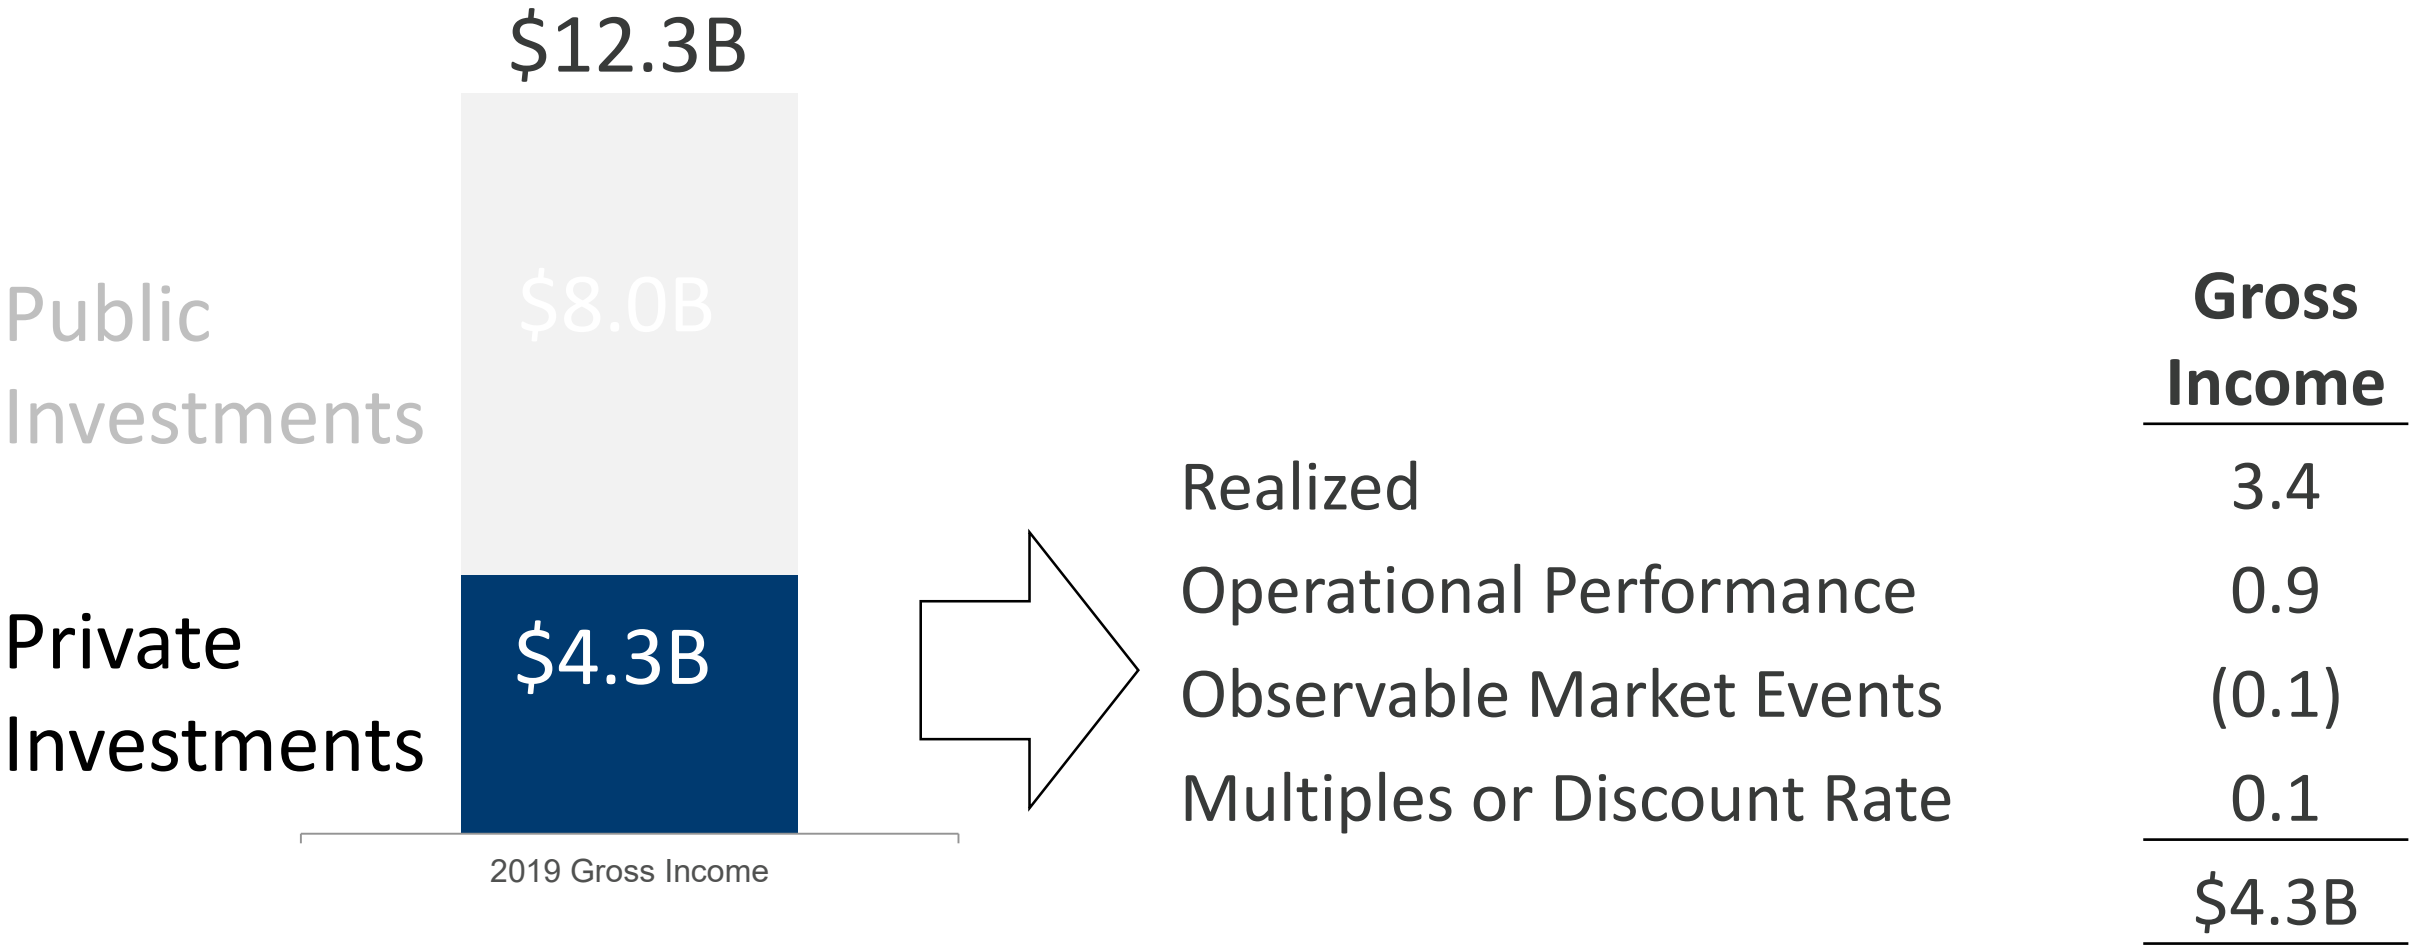 $12.3B
$8.0B
Public
Investments
$4.3B
Private
Investments
2019 Gross Income
Gross
Income
Realized 3.4
Operational Performance 0.9
Observable Market Events (0.1)
Multiples or Discount Rate 0.1
$4.3B